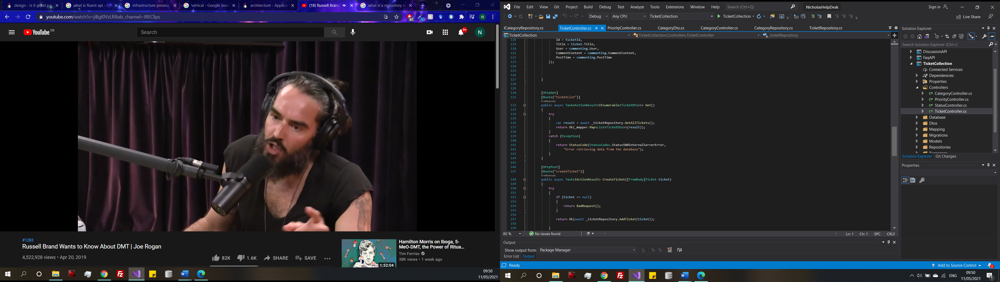 design - Is it good pr
what is fluent api - Go
infrastructure present
vertical - Google Sear
architecture - Applicat
(18) Russell Brand
what is a repository in
youtube.com/watch?v=jiBgI0VzLfI&ab_channel=JREClips
37
N
YouTube GB
Search
9+
N
#1283
Russell Brand Wants to Know About DMT | Joe Rogan
4,522,928 views • Apr 20, 2019
82K
1.6K
SHARE
SAVE
1:52:04
Hamilton Morris on Iboga, 5-
MeO-DMT, the Power of Ritua...
Tim Ferriss
38K views • 1 week ago
09:50
11/05/2021
File Edit View Git Project Build Debug Test Analyze Tools Extensions Window Help
Search (Ctrl+Q)
NicholasHelpDesk
Sign in
Debug
Any CPU
TicketCollection
TicketCollection
Live Share
ICategoryRepository.cs
TicketController.cs
PriorityController.cs
CategoryDto.cs
CategoryController.cs
CategoryRepository.cs
TicketRepository.cs
TicketCollection
TicketCollection.Controllers.TicketController
_ticketRepository
118 Id = ticketId,
119 Title = ticket.Title,
120 User = commenting.User,
121 CommentContent = commenting.CommentContent,
122 PostTime = commenting.PostTime
123 });
124
125
126
127 }
128
129
130 [HttpGet]
131 [Route("ticketList")]
0 references
132 public async Task<ActionResult<IEnumerable<TicketDto>>> Get()
133 {
134 try
135 {
136 var result = await _ticketRepository.GetAllTickets();
137 return Ok(_mapper.Map<List<TicketDto>>(result));
138 }
139 catch (Exception)
140 {
141 return StatusCode(StatusCodes.Status500InternalServerError,
142 "Error retrieving data from the database");
143 }
144 }
145
146 [HttpPost]
147 [Route("createTicket")]
0 references
148 public async Task<IActionResult> CreateTicket([FromBody]Ticket ticket)
149 {
150 try
151 {
152 if (ticket == null)
153 {
154 return BadRequest();
155 }
156
157 return Ok(await _ticketRepository.AddTicket(ticket));
158
159 }
80 %
No issues found
Ln: 1
Ch: 1
SPC
CRLF
Output
Show output from: Package Manager
Error List
Output
Ready
Add to Source Control
2
Solution Explorer
Search Solution Explorer (Ctrl+;)
DiscussionAPI
FaqAPI
TicketCollection
Connected Services
Dependencies
Properties
Controllers
C# CategoryController.cs
C# PriorityController.cs
C# StatusController.cs
C# TicketController.cs
Database
Dtos
Mapping
Migrations
Models
Repositories
Solution Explorer
Git Changes
Properties
ENG
09:50
11/05/2021
1